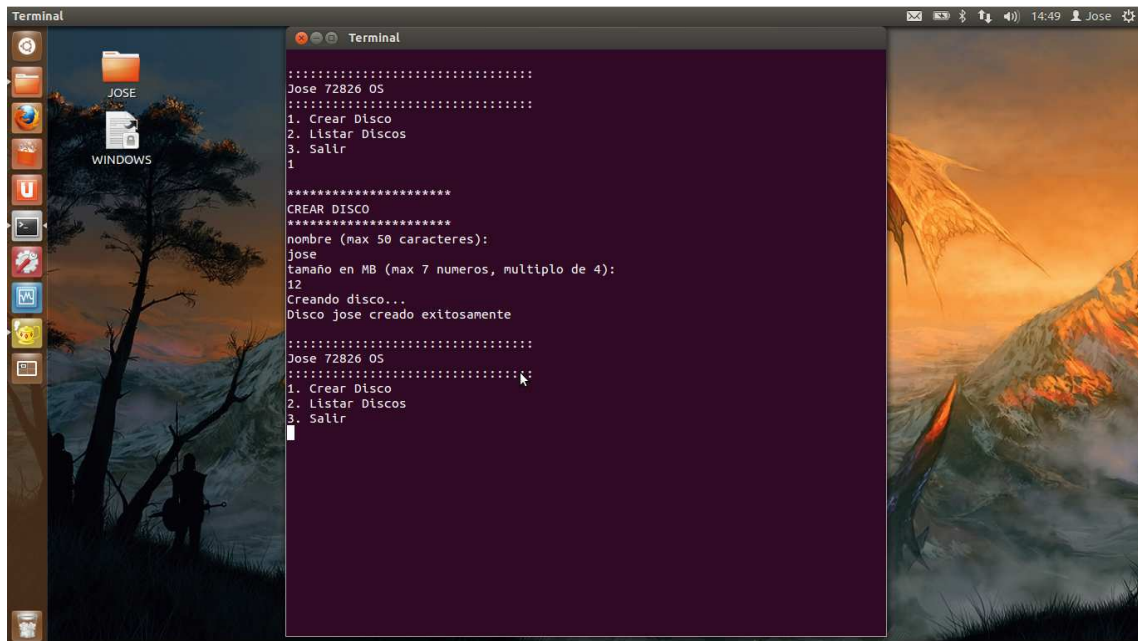 Terminal
14:49 Jose
JOSE
WINDOWS
Terminal
::::::::::::::::::::::::::::::::::
Jose 72826 OS
::::::::::::::::::::::::::::::::::
1. Crear Disco
2. Listar Discos
3. Salir
1
**********************
CREAR DISCO
**********************
nombre (max 50 caracteres):
jose
tamaño en MB (max 7 numeros, multiplo de 4):
12
Creando disco...
Disco jose creado exitosamente
::::::::::::::::::::::::::::::::::
Jose 72826 OS
::::::::::::::::::::::::::::::::::
1. Crear Disco
2. Listar Discos
3. Salir